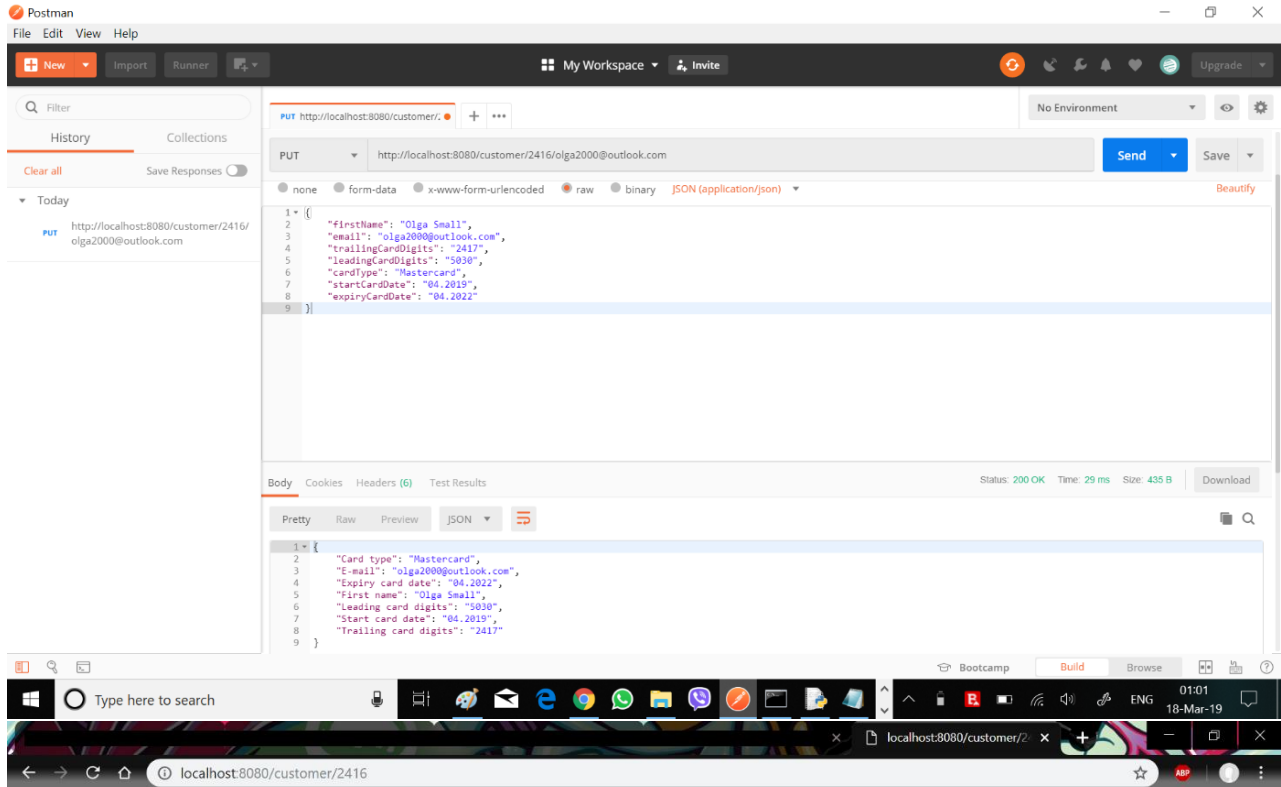 Postman
File Edit View Help
New Import Runner My Workspace Invite Upgrade
Filter
History Collections
Clear all Save Responses
Today
PUT http://localhost:8080/customer/2416/
olga2000@outlook.com
PUT http://localhost:8080/customer/2 + •••
No Environment
PUT http://localhost:8080/customer/2416/olga2000@outlook.com Send Save
none form-data x-www-form-urlencoded raw binary JSON (application/json) Beautify
1 {
2 "firstName": "Olga Small",
3 "email": "olga2000@outlook.com",
4 "trailingCardDigits": "2417",
5 "leadingCardDigits": "5030",
6 "cardType": "Mastercard",
7 "startCardDate": "04.2019",
8 "expiryCardDate": "04.2022"
9 }
Body Cookies Headers (6) Test Results Status: 200 OK Time: 29 ms Size: 435 B Download
Pretty Raw Preview JSON
1 {
2 "Card type": "Mastercard",
3 "E-mail": "olga2000@outlook.com",
4 "Expiry card date": "04.2022",
5 "First name": "Olga Small",
6 "Leading card digits": "5030",
7 "Start card date": "04.2019",
8 "Trailing card digits": "2417"
9 }
Bootcamp Build Browse
Type here to search ENG 01:01
18-Mar-19
localhost:8080/customer/2
localhost:8080/customer/2416 ABP